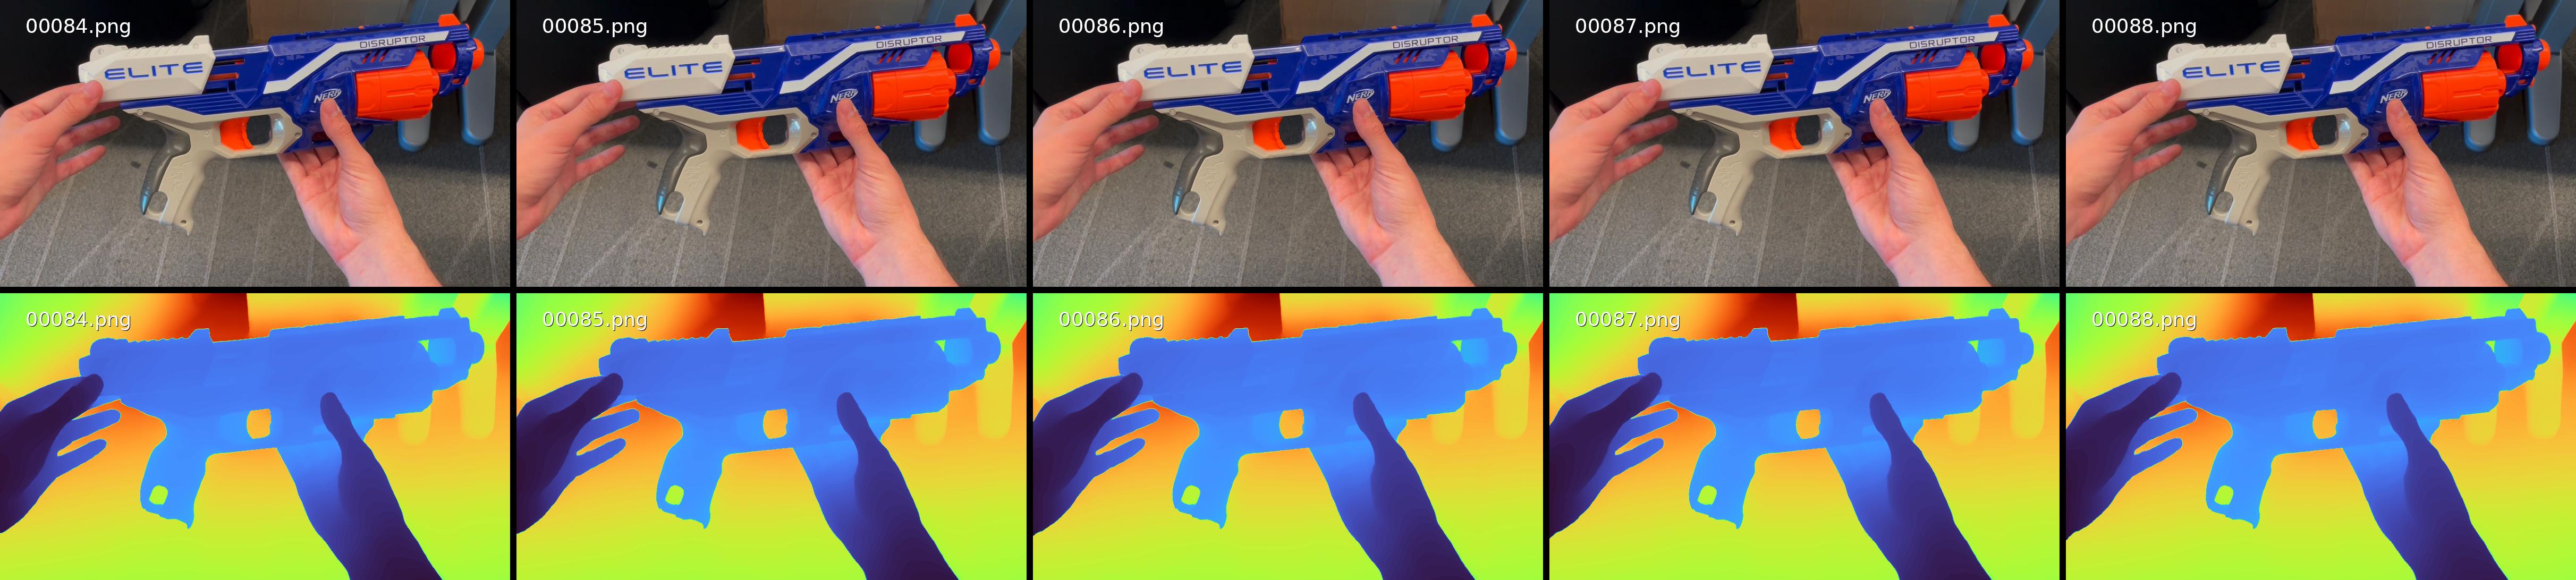 00084.png
DISRUPTOR
ELITE
NERF
00085.png
DISRUPTOR
ELITE
NERF
00086.png
DISRUPTOR
ELITE
NERF
00087.png
DISRUPTOR
ELITE
NERF
00088.png
DISRUPTOR
ELITE
NERF
00084.png
00085.png
00086.png
00087.png
00088.png